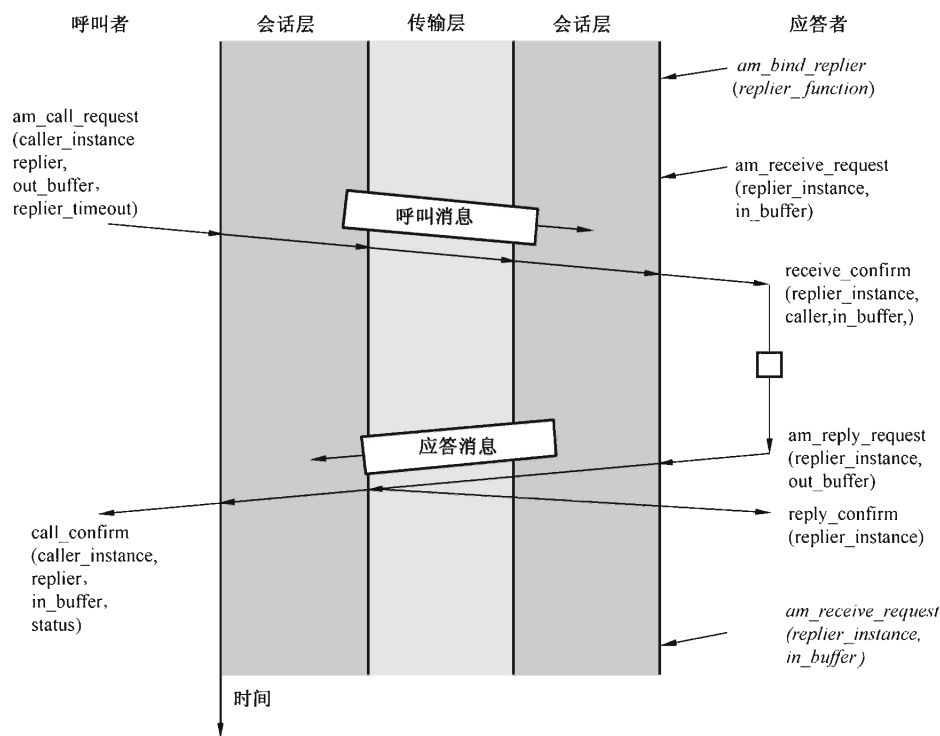 呼叫者
会话层
传输层
会话层
应答者
am_bind_replier
(replier_function)
am_call_request
(caller_instance
replier,
out_buffer,
replier_timeout)
am_receive_request
(replier_instance,
in_buffer)
呼叫消息
receive_confirm
(replier_instance,
caller,in_buffer,)
应答消息
am_reply_request
(replier_instance,
out_buffer)
reply_confirm
(replier_instance)
call_confirm
(caller_instance,
replier,
in_buffer,
status)
am_receive_request
(replier_instance,
in_buffer)
时间